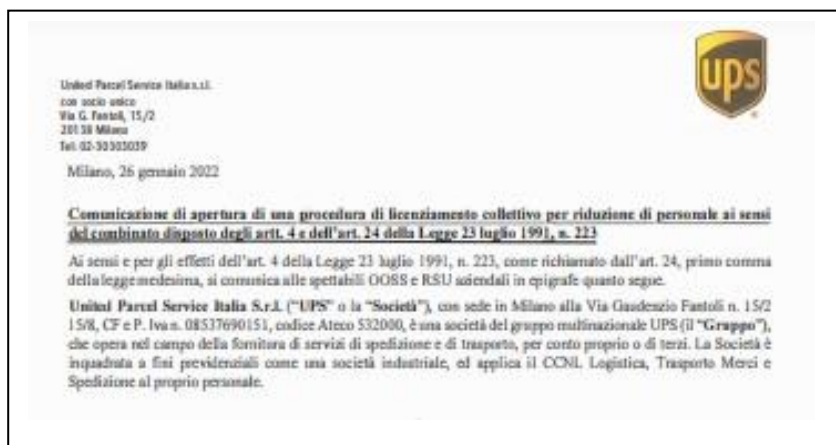 ups
United Parcel Service Italia s.r.l.
con socio unico
Via G. Fantoli, 15/2
20138 Milano
Tel. 02-30303039
Milano, 26 gennaio 2022
Comunicazione di apertura di una procedura di licenziamento collettivo per riduzione di personale ai sensi
del combinato disposto degli artt. 4 e dell'art. 24 della Legge 23 luglio 1991, n. 223
Ai sensi e per gli effetti dell'art. 4 della Legge 23 luglio 1991, n. 223, come richiamato dall'art. 24, primo comma
della legge medesima, si comunica alle spettabili OOSS e RSU aziendali in epigrafe quanto segue.
United Parcel Service Italia S.r.l. ("UPS" o la "Società"), con sede in Milano alla Via Gaudenzio Fantoli n. 15/2
15/8, CF e P. Iva n. 08537690151, codice Ateco 532000, è una società del gruppo multinazionale UPS (il "Gruppo"),
che opera nel campo della fornitura di servizi di spedizione e di trasporto, per conto proprio o di terzi. La Società è
inquadrata a fini previdenziali come una società industriale, ed applica il CCNL Logistica, Trasporto Merci e
Spedizione al proprio personale.